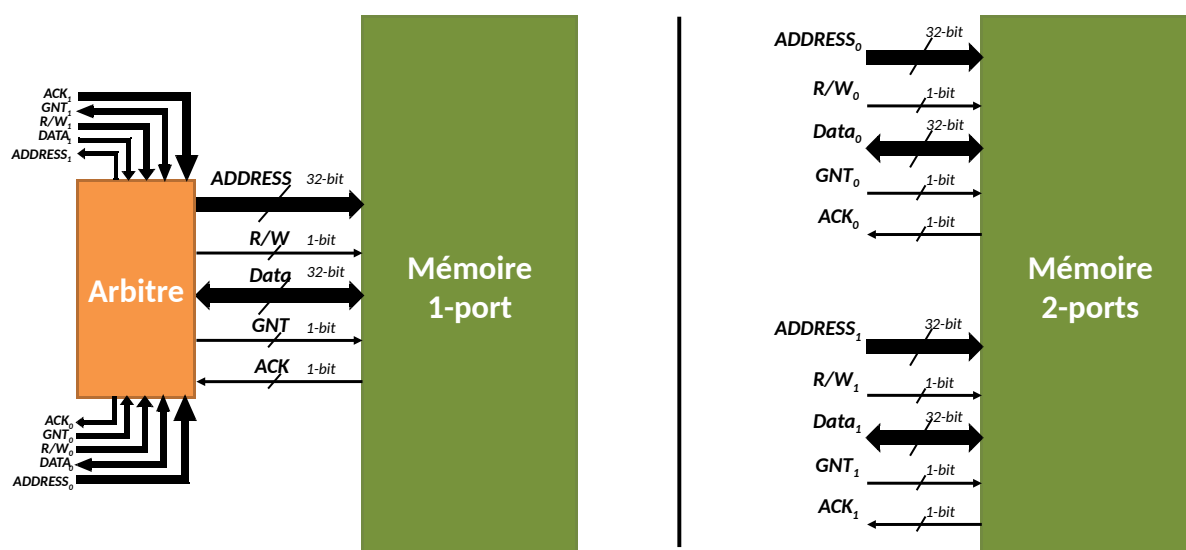 ACK1
GNT1
R/W1
DATA1
ADDRESS1
Arbitre
ADDRESS 32-bit
R/W 1-bit
Data 32-bit
GNT 1-bit
ACK 1-bit
ACK0
GNT0
R/W0
DATA0
ADDRESS0
Mémoire
1-port
ADDRESS0 32-bit
R/W0 1-bit
Data0 32-bit
GNT0 1-bit
ACK0 1-bit
ADDRESS1 32-bit
R/W1 1-bit
Data1 32-bit
GNT1 1-bit
ACK1 1-bit
Mémoire
2-ports